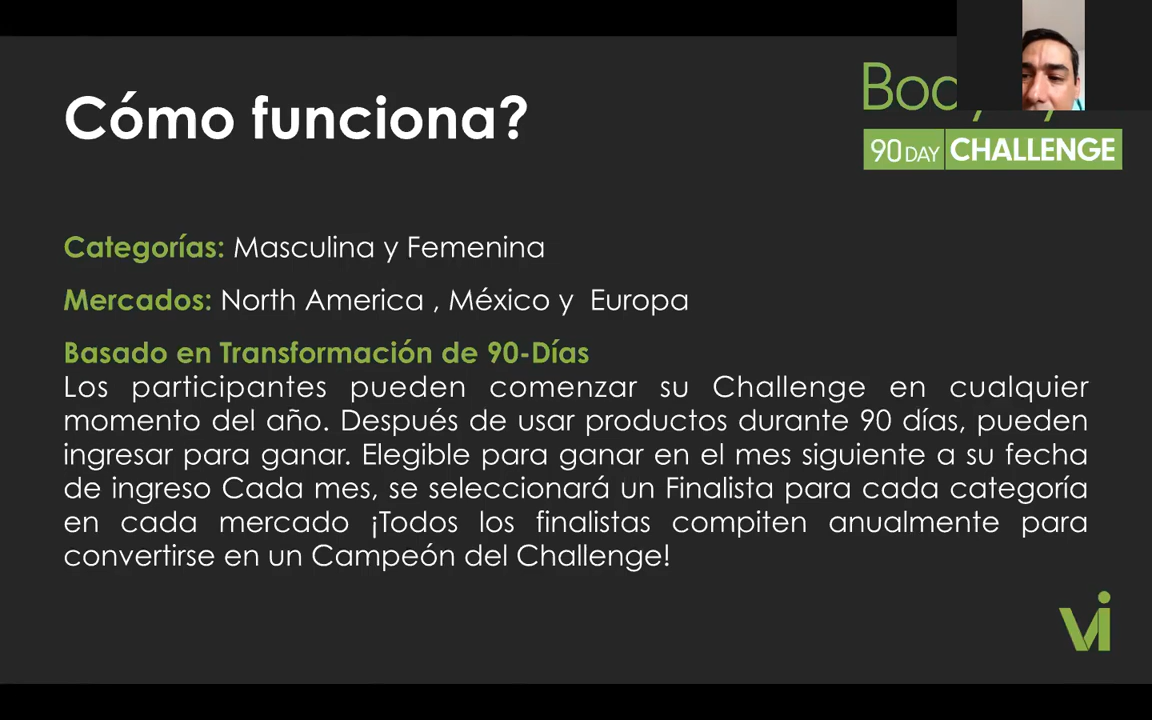 Cómo funciona?
90 DAY CHALLENGE
Categorías: Masculina y Femenina
Mercados: North America , México y Europa
Basado en Transformación de 90-Días
Los participantes pueden comenzar su Challenge en cualquier
momento del año. Después de usar productos durante 90 días, pueden
ingresar para ganar. Elegible para ganar en el mes siguiente a su fecha
de ingreso Cada mes, se seleccionará un Finalista para cada categoría
en cada mercado ¡Todos los finalistas compiten anualmente para
convertirse en un Campeón del Challenge!
vi